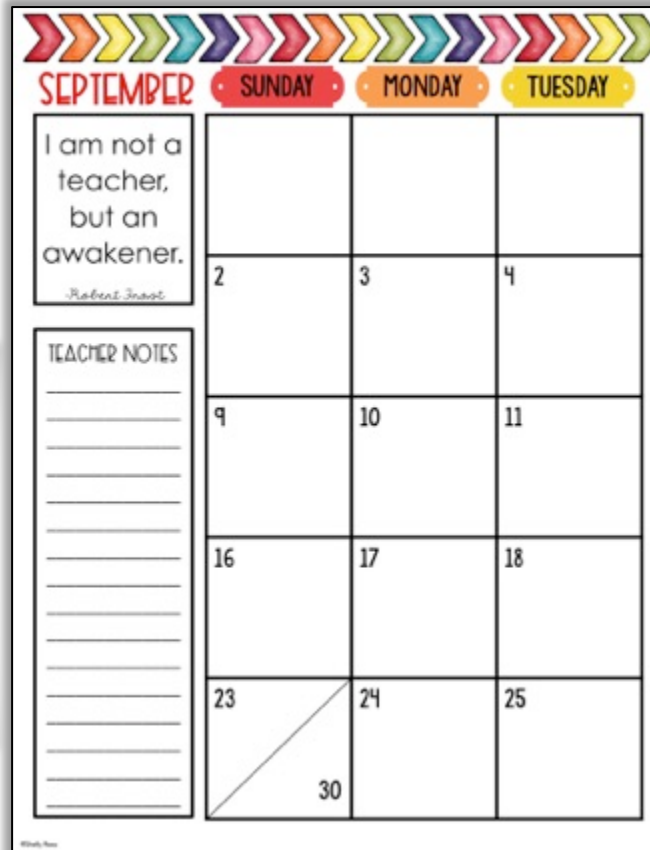 SEPTEMBER
SUNDAY MONDAY TUESDAY
I am not a
teacher,
but an
awakener.
-Robert Frost
TEACHER NOTES
2 3 4
9 10 11
16 17 18
23 24 25
30